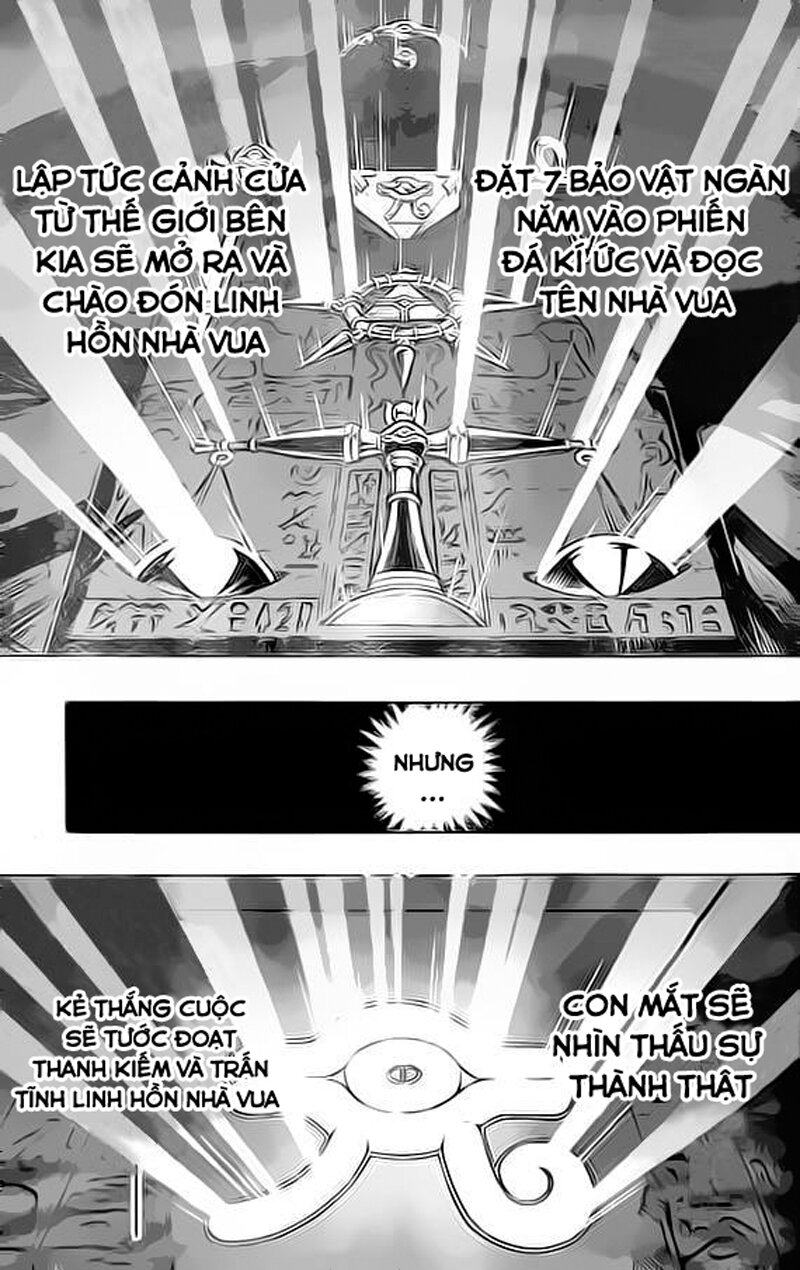 ĐẶT 7 BẢO VẬT NGÀN
NĂM VÀO PHIẾN
ĐÁ KÍ ỨC VÀ ĐỌC
TÊN NHÀ VUA
LẬP TỨC CẢNH CỬA
TỪ THẾ GIỚI BÊN
KIA SẼ MỞ RA VÀ
CHÀO ĐÓN LINH
HỒN NHÀ VUA
NHƯNG
...
CON MẮT SẼ
NHÌN THẤU SỰ
THÀNH THẬT
KẺ THẮNG CUỘC
SẼ TƯỚC ĐOẠT
THANH KIẾM VÀ TRẤN
TĨNH LINH HỒN NHÀ VUA